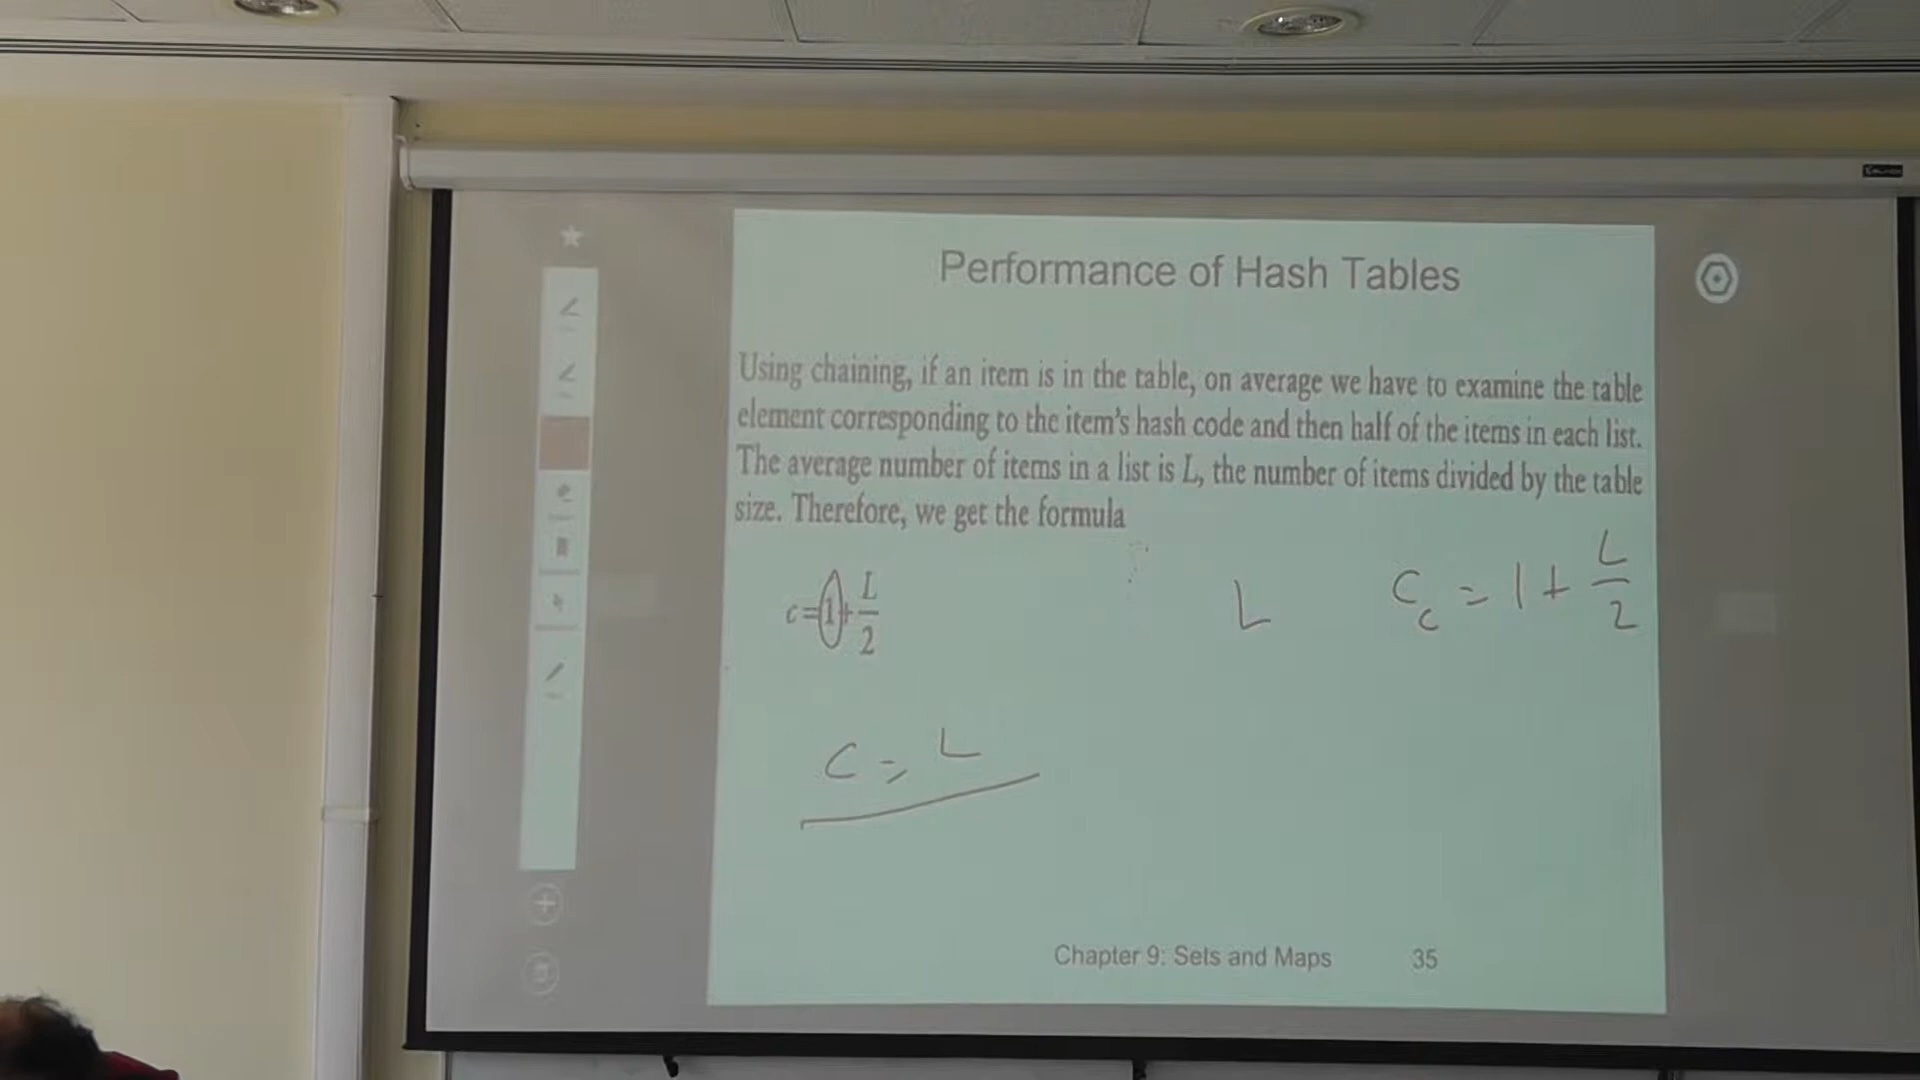 Performance of Hash Tables
Using chaining, if an item is in the table, on average we have to examine the table
element corresponding to the item's hash code and then half of the items in each list.
The average number of items in a list is L, the number of items divided by the table
size. Therefore, we get the formula
c=1+L/2
L
Cc = 1 + L/2
C = L
Chapter 9: Sets and Maps 35